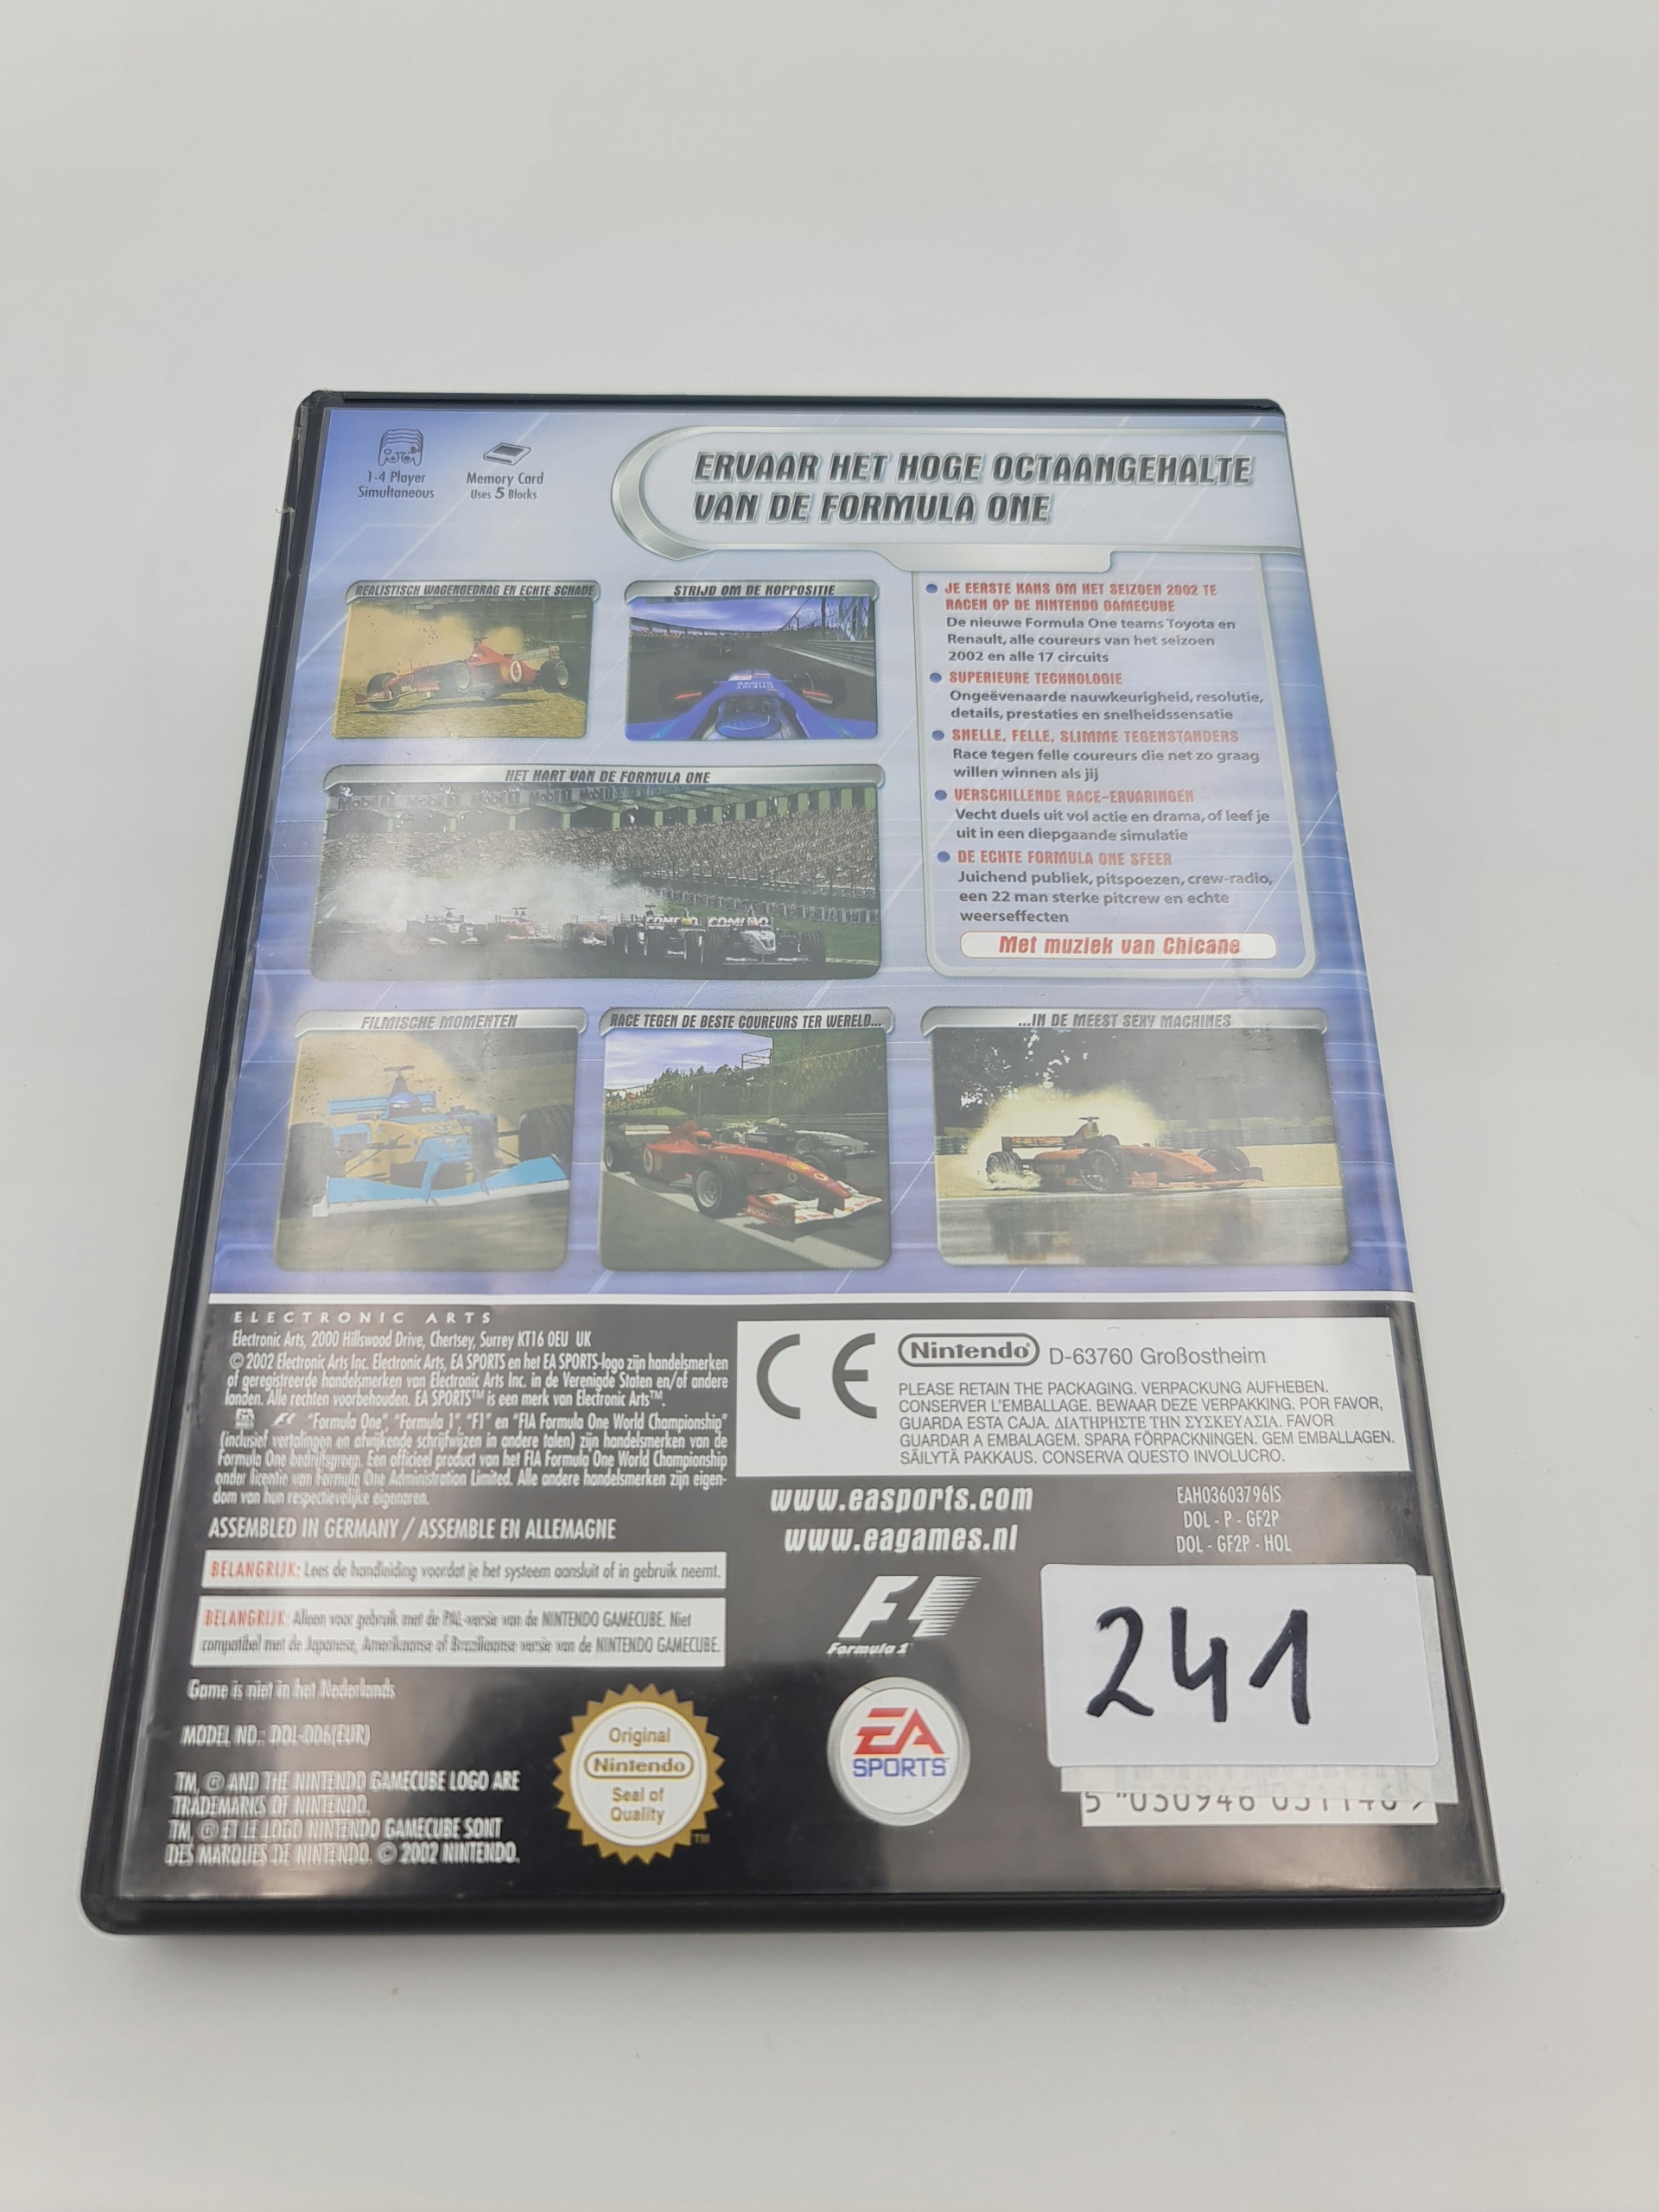 1-4 Player
Simultaneous
Memory Card
Uses 5 Blocks
ERVAAR HET HOGE OCTAANGEHALTE
VAN DE FORMULA ONE
REALISTISCH WAGENGEDRAG EN ECHTE SCHADE
STRIJD OM DE KOPPOSITIE
HET HART VAN DE FORMULA ONE
JE EERSTE KANS OM HET SEIZOEN 2002 TE
RACEN OP DE NINTENDO GAMECUBE
De nieuwe Formula One teams Toyota en
Renault, alle coureurs van het seizoen
2002 en alle 17 circuits
SUPERIEURE TECHNOLOGIE
Ongeëvenaarde nauwkeurigheid, resolutie,
details, prestaties en snelheidssensatie
SNELLE, FELLE, SLIMME TEGENSTANDERS
Race tegen felle coureurs die net zo graag
willen winnen als jij
VERSCHILLENDE RACE-ERVARINGEN
Vecht duels uit vol actie en drama, of leef je
uit in een diepgaande simulatie
DE ECHTE FORMULA ONE SFEER
Juichend publiek, pitspoezen, crew-radio,
een 22 man sterke pitcrew en echte
weerseffecten
Met muziek van Chicane
FILMISCHE MOMENTEN
RACE TEGEN DE BESTE COUREURS TER WERELD...
...IN DE MEEST SEXY MACHINES
ELECTRONIC ARTS
Electronic Arts, 2000 Hillswood Drive, Chertsey, Surrey KT16 0EU UK
© 2002 Electronic Arts Inc. Electronic Arts, EA SPORTS en het EA SPORTS-logo zijn handelsmerken
of geregistreerde handelsmerken van Electronic Arts Inc. in de Verenigde Staten en/of andere
landen. Alle rechten voorbehouden. EA SPORTS™ is een merk van Electronic Arts™.
F1 "Formula One", "Formula 1", "F1" en "FIA Formula One World Championship"
(inclusief vertalingen en afwijkende schrijfwijzen in andere talen) zijn handelsmerken van de
Formula One bedrijfsgroep. Een officieel product van het FIA Formula One World Championship
onder licentie van Formula One Administration Limited. Alle andere handelsmerken zijn eigen-
dom van hun respectievelijke eigenaren.
ASSEMBLED IN GERMANY / ASSEMBLE EN ALLEMAGNE
BELANGRIJK: Lees de handleiding voordat je het systeem aansluit of in gebruik neemt.
BELANGRIJK: Alleen voor gebruik met de PAL-versie van de NINTENDO GAMECUBE. Niet
compatibel met de Japanese, Amerikaanse of Braziliaanse versie van de NINTENDO GAMECUBE.
Game is niet in het Nederlands
MODEL NO.: DOL-006(EUR)
TM, ® AND THE NINTENDO GAMECUBE LOGO ARE
TRADEMARKS OF NINTENDO.
TM, ® ET LE LOGO NINTENDO GAMECUBE SONT
DES MARQUES DE NINTENDO. © 2002 NINTENDO.
CE
Nintendo® D-63760 Großostheim
PLEASE RETAIN THE PACKAGING. VERPACKUNG AUFHEBEN.
CONSERVER L'EMBALLAGE. BEWAAR DEZE VERPAKKING. POR FAVOR,
GUARDA ESTA CAJA. ΔΙΑΤΗΡΗΣΤΕ ΤΗΝ ΣΥΣΚΕΥΑΣΙΑ. FAVOR
GUARDAR A EMBALAGEM. SPARA FÖRPACKNINGEN. GEM EMBALLAGEN.
SÄILYTÄ PAKKAUS. CONSERVA QUESTO INVOLUCRO.
www.easports.com
www.eagames.nl
EAH03603796IS
DOL - P - GF2P
DOL - GF2P - HOL
F1
Formula 1
EA
SPORTS
Original
Nintendo
Seal of
Quality
TM
241